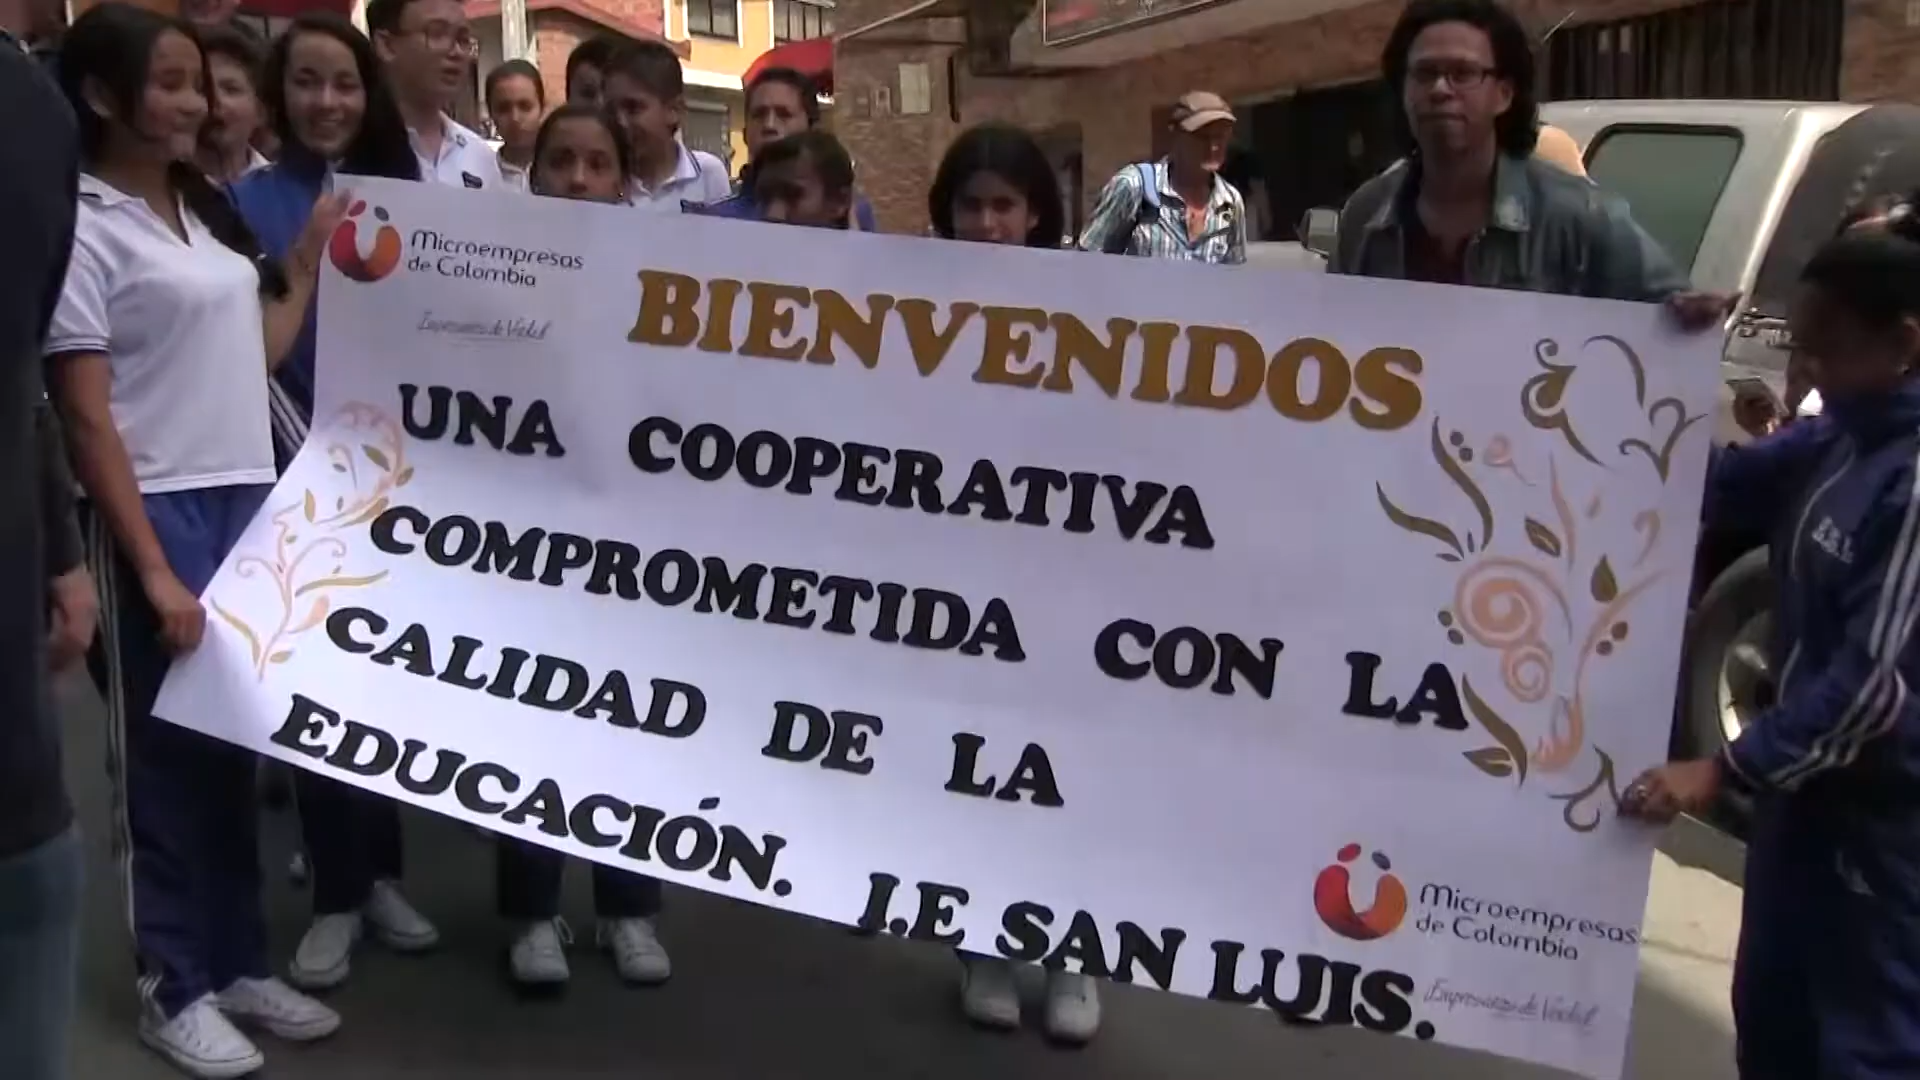 Microempresas
de Colombia
BIENVENIDOS
UNA COOPERATIVA
COMPROMETIDA CON LA
CALIDAD DE LA
EDUCACIÓN. I.E SAN LUIS.
Microempresas
de Colombia